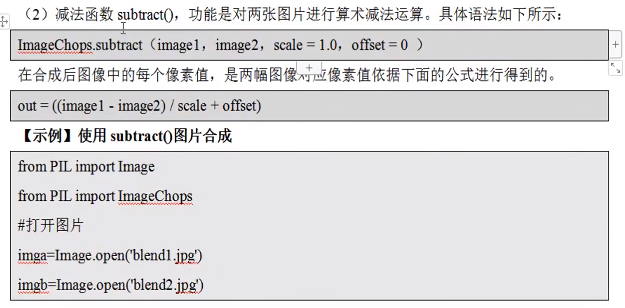 （2）减法函数 subtract()，功能是对两张图片进行算术减法运算。具体语法如下所示：
ImageChops.subtract（image1，image2，scale = 1.0，offset = 0 ）
在合成后图像中的每个像素值，是两幅图像对应像素值依据下面的公式进行得到的。
out = ((image1 - image2) / scale + offset)
【示例】使用 subtract()图片合成
from PIL import Image
from PIL import ImageChops
#打开图片
imga=Image.open('blend1.jpg')
imgb=Image.open('blend2.jpg')